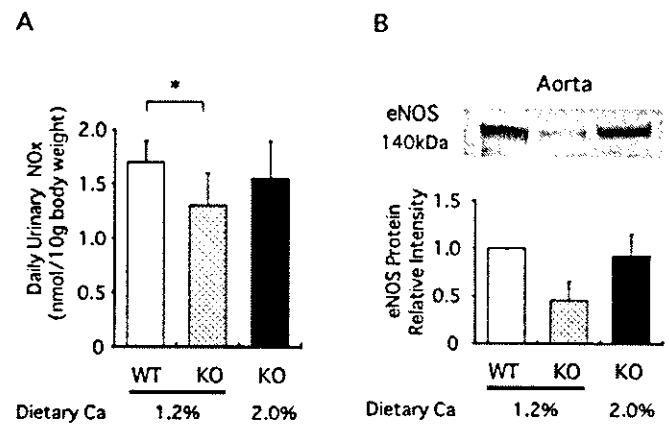 A
*
Daily Urinary NOx
(nmol/10g body weight)
2.0
1.5
1.0
0.5
0
WT KO KO
Dietary Ca 1.2% 2.0%
B
Aorta
eNOS
140kDa
eNOS Protein
Relative Intensity
1.5
1.0
0.5
0
WT KO KO
Dietary Ca 1.2% 2.0%